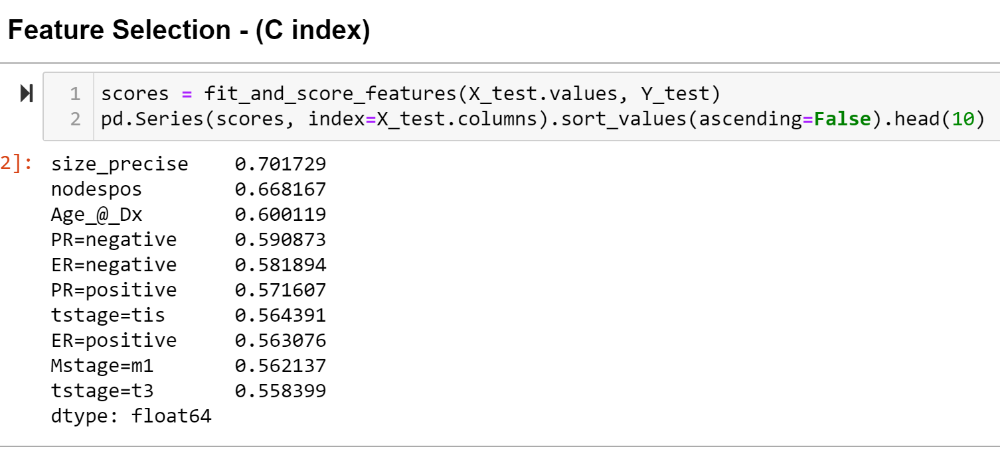 Feature Selection - (C index)
1 scores = fit_and_score_features(X_test.values, Y_test)
2 pd.Series(scores, index=X_test.columns).sort_values(ascending=False).head(10)
2]: size_precise 0.701729
nodespos 0.668167
Age_@_Dx 0.600119
PR=negative 0.590873
ER=negative 0.581894
PR=positive 0.571607
tstage=tis 0.564391
ER=positive 0.563076
Mstage=m1 0.562137
tstage=t3 0.558399
dtype: float64